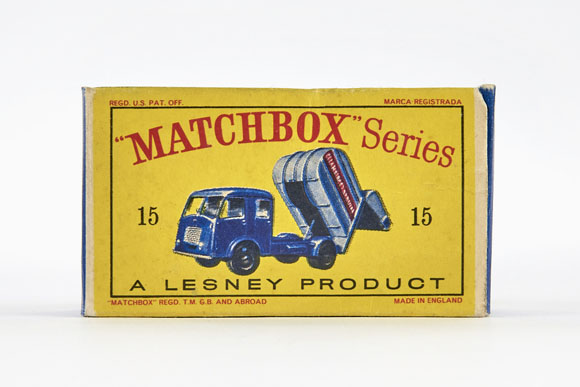 REGD. U.S. PAT. OFF.
MARCA REGISTRADA
"MATCHBOX" Series
15
15
A LESNEY PRODUCT
"MATCHBOX" REGD. T.M. G.B. AND ABROAD
MADE IN ENGLAND